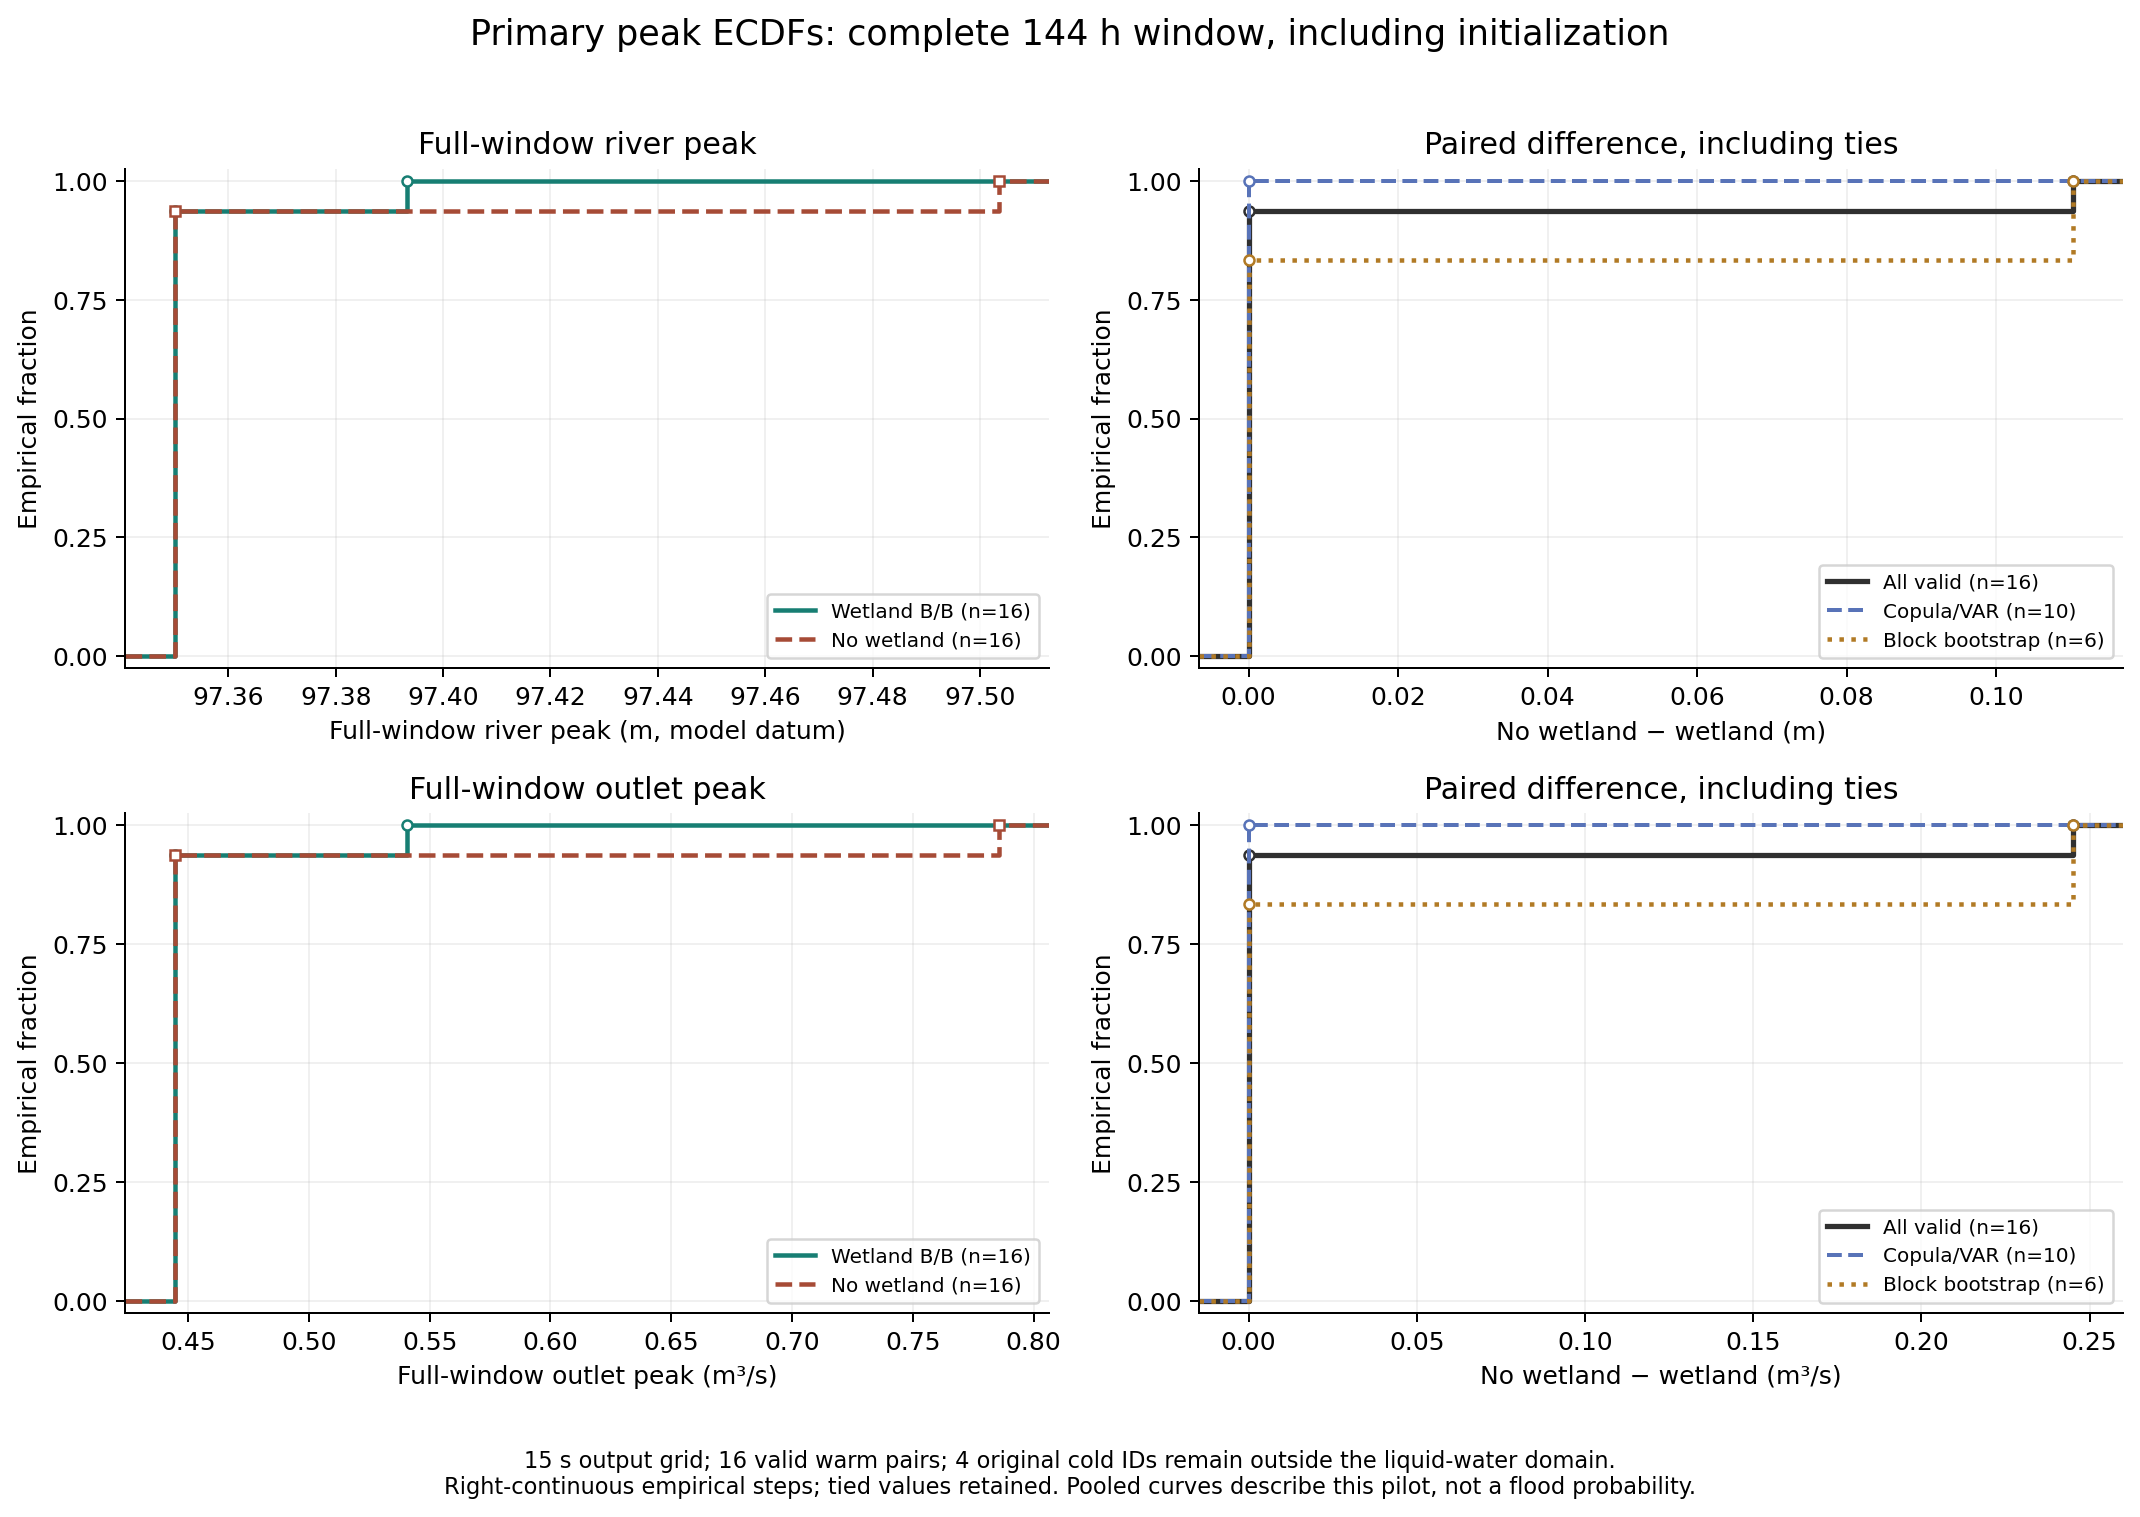 Primary peak ECDFs: complete 144 h window, including initialization
Full-window river peak
1.00
0.75
0.50
0.25
0.00
Empirical fraction
97.36 97.38 97.40 97.42 97.44 97.46 97.48 97.50
Full-window river peak (m, model datum)
Wetland B/B (n=16)
No wetland (n=16)
Paired difference, including ties
1.00
0.75
0.50
0.25
0.00
Empirical fraction
0.00 0.02 0.04 0.06 0.08 0.10
No wetland − wetland (m)
All valid (n=16)
Copula/VAR (n=10)
Block bootstrap (n=6)
Full-window outlet peak
1.00
0.75
0.50
0.25
0.00
Empirical fraction
0.45 0.50 0.55 0.60 0.65 0.70 0.75 0.80
Full-window outlet peak (m³/s)
Wetland B/B (n=16)
No wetland (n=16)
Paired difference, including ties
1.00
0.75
0.50
0.25
0.00
Empirical fraction
0.00 0.05 0.10 0.15 0.20 0.25
No wetland − wetland (m³/s)
All valid (n=16)
Copula/VAR (n=10)
Block bootstrap (n=6)
15 s output grid; 16 valid warm pairs; 4 original cold IDs remain outside the liquid-water domain.
Right-continuous empirical steps; tied values retained. Pooled curves describe this pilot, not a flood probability.